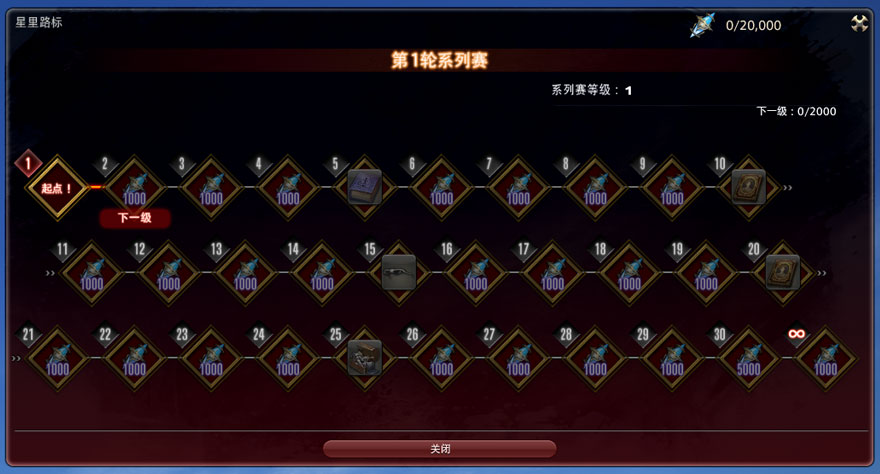 星里路标
0/20,000
第1轮系列赛
系列赛等级：1
下一级：0/2000
1 2 3 4 5 6 7 8 9 10
起点！ 1000 1000 1000 1000 1000 1000 1000
下一级
11 12 13 14 15 16 17 18 19 20
1000 1000 1000 1000 1000 1000 1000 1000
21 22 23 24 25 26 27 28 29 30 ∞
1000 1000 1000 1000 1000 1000 1000 1000 5000 1000
关闭